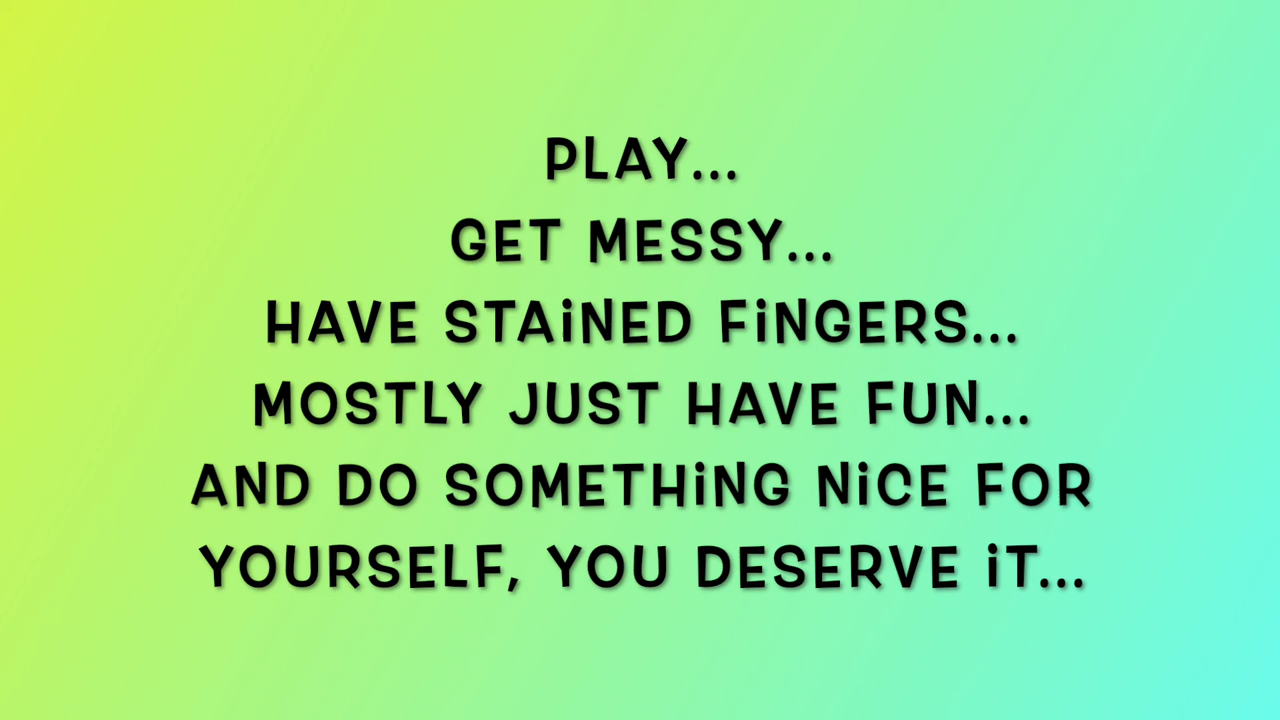 PLAY...
GET MESSY...
HAVE STAiNED FiNGERS...
MOSTLY JUST HAVE FUN...
AND DO SOMETHiNG NiCE FOR
YOURSELF, YOU DESERVE iT...